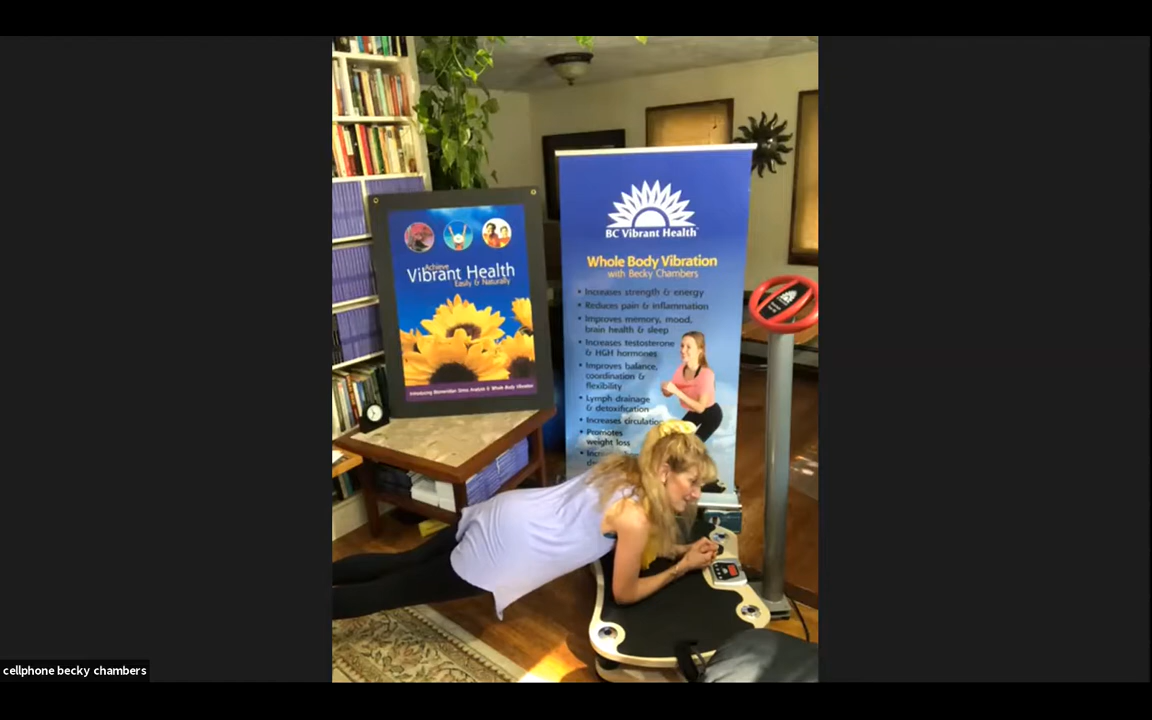 Achieve
Vibrant Health
Easily & Naturally
Introducing Biomeridian Stress Analysis & Whole Body Vibration
BC Vibrant Health
Whole Body Vibration
with Becky Chambers
• Increases strength & energy
• Reduces pain & inflammation
• Improves memory, mood,
brain health & sleep
• Increases testosterone
& HGH hormones
• Improves balance,
coordination &
flexibility
• Lymph drainage
& detoxification
• Increases circulation
• Promotes
weight loss
cellphone becky chambers